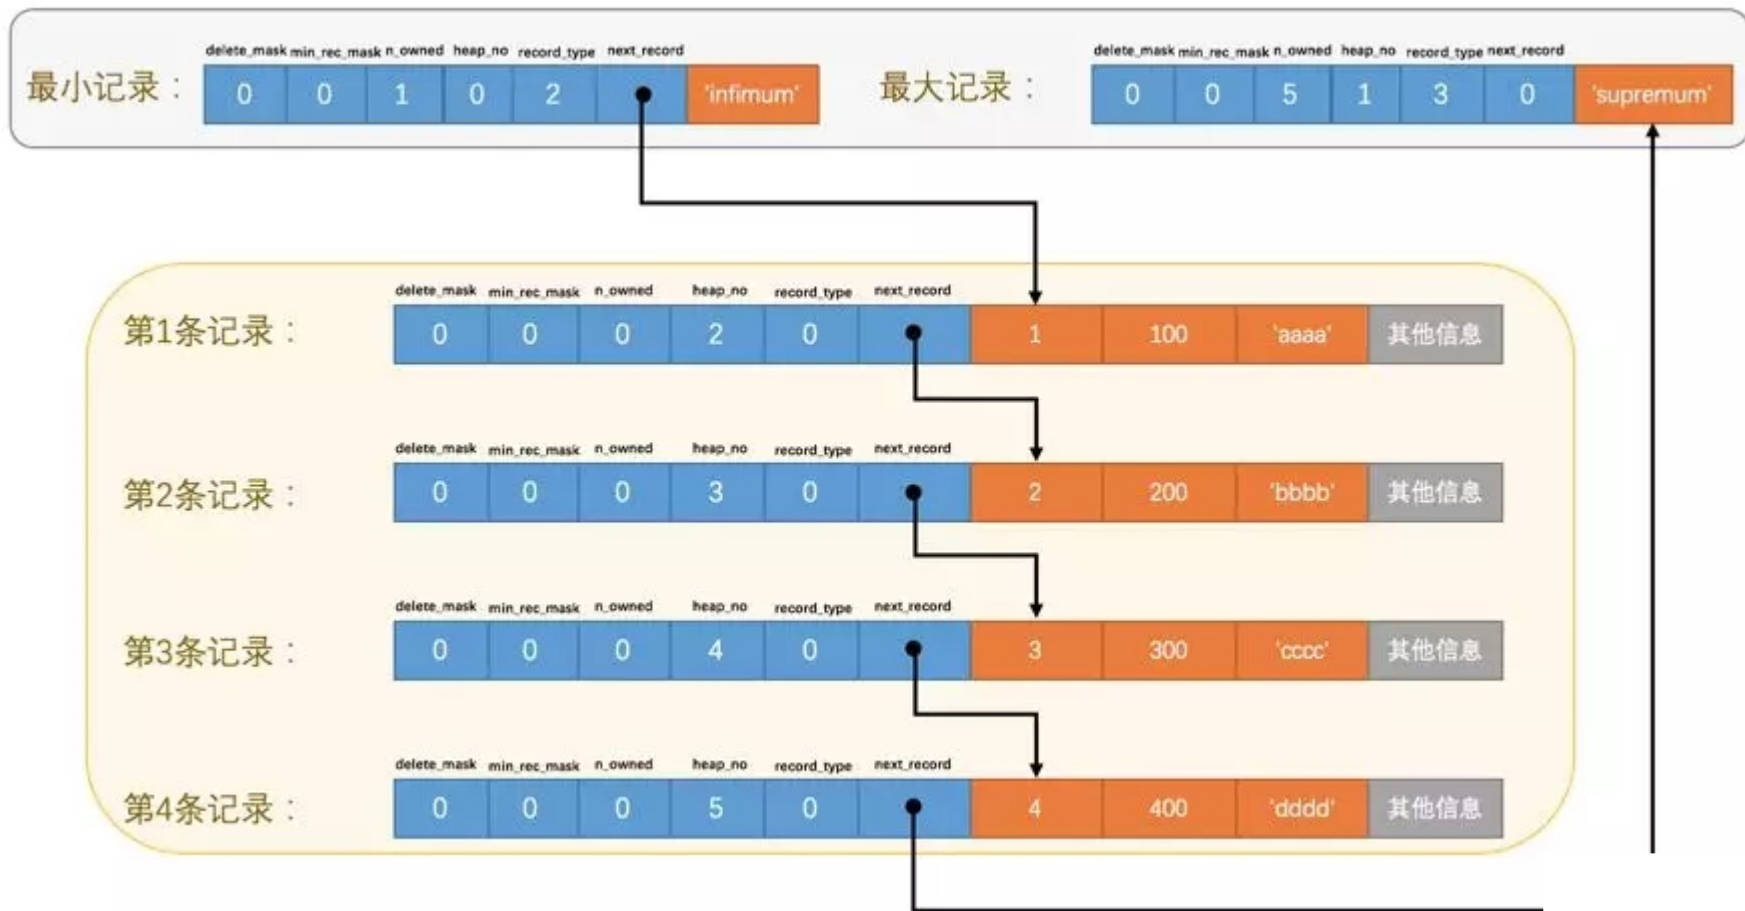 delete_mask min_rec_mask n_owned heap_no record_type next_record
最小记录： 0 0 1 0 2 'infimum'
delete_mask min_rec_mask n_owned heap_no record_type next_record
最大记录： 0 0 5 1 3 0 'supremum'
delete_mask min_rec_mask n_owned heap_no record_type next_record
第1条记录： 0 0 0 2 0 1 100 'aaaa' 其他信息
delete_mask min_rec_mask n_owned heap_no record_type next_record
第2条记录： 0 0 0 3 0 2 200 'bbbb' 其他信息
delete_mask min_rec_mask n_owned heap_no record_type next_record
第3条记录： 0 0 0 4 0 3 300 'cccc' 其他信息
delete_mask min_rec_mask n_owned heap_no record_type next_record
第4条记录： 0 0 0 5 0 4 400 'dddd' 其他信息